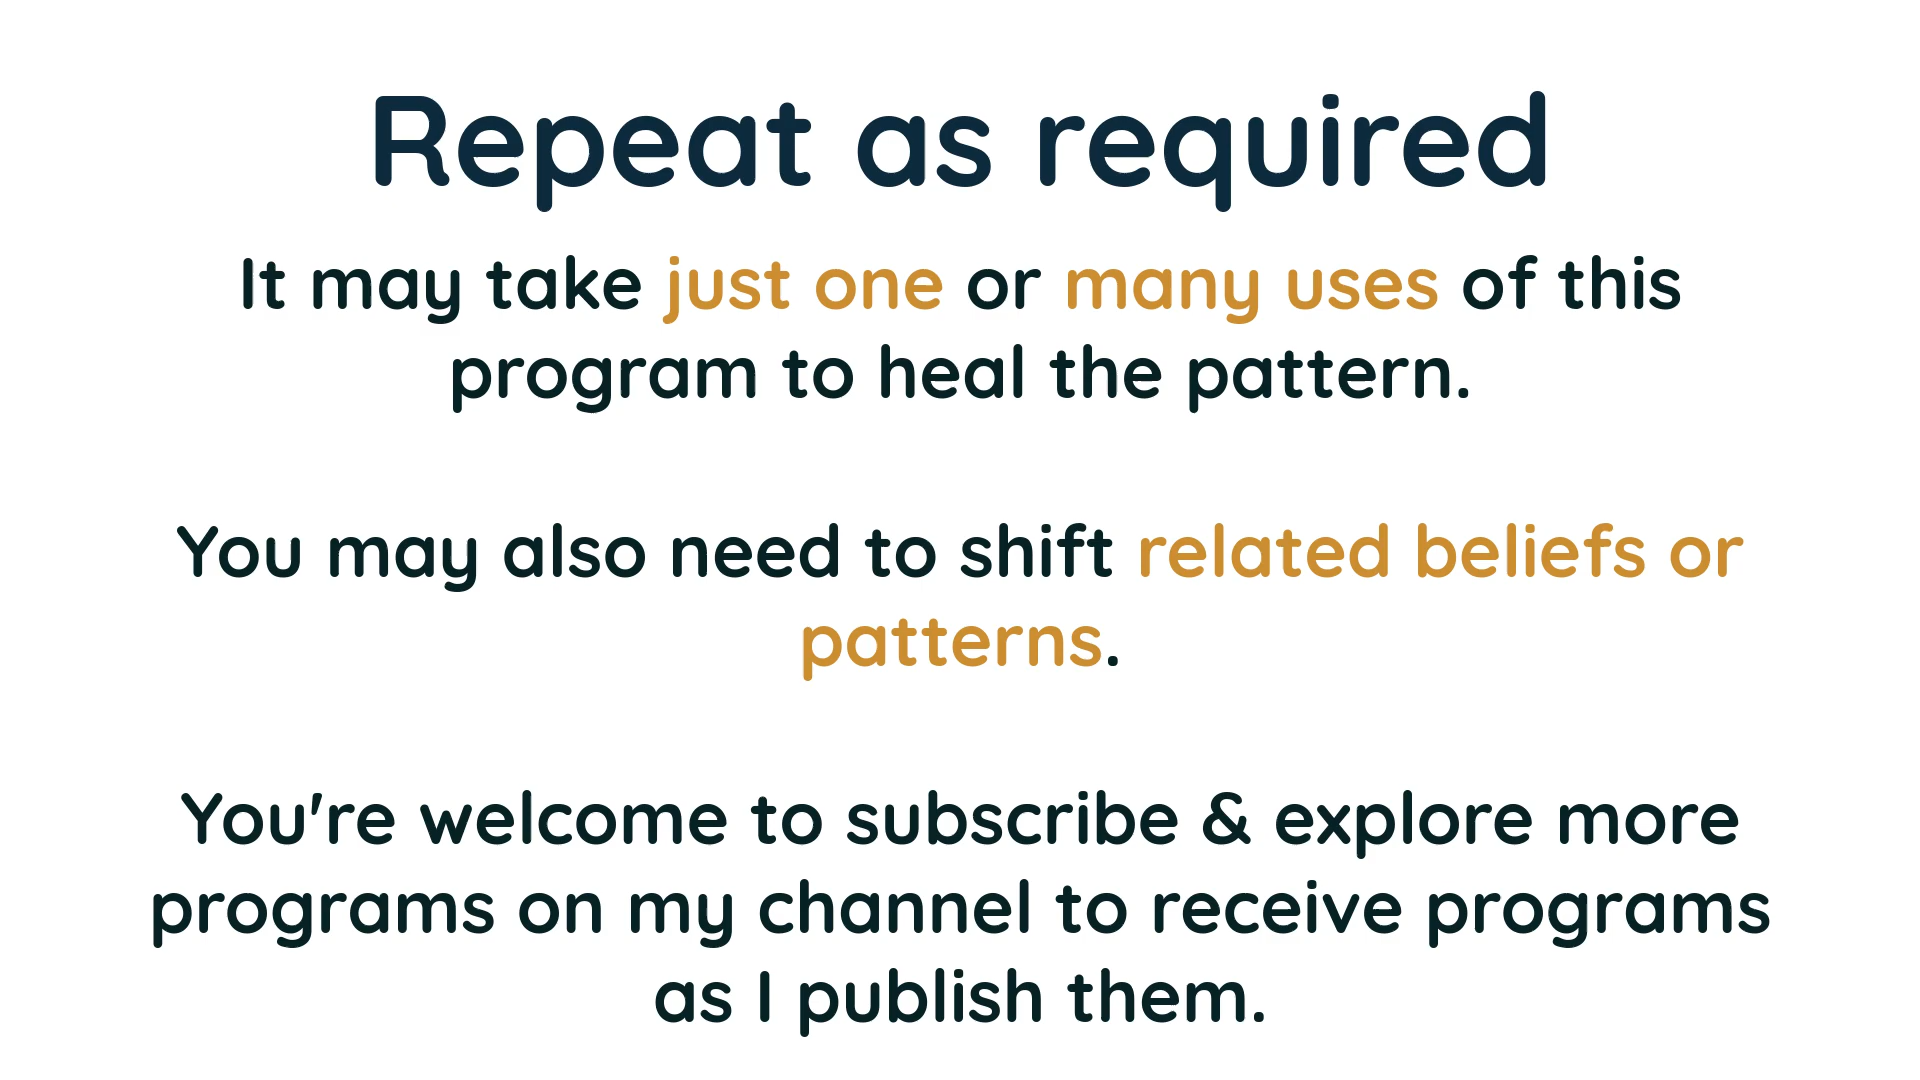 Repeat as required
It may take just one or many uses of this
program to heal the pattern.
You may also need to shift related beliefs or
patterns.
You're welcome to subscribe & explore more
programs on my channel to receive programs
as I publish them.